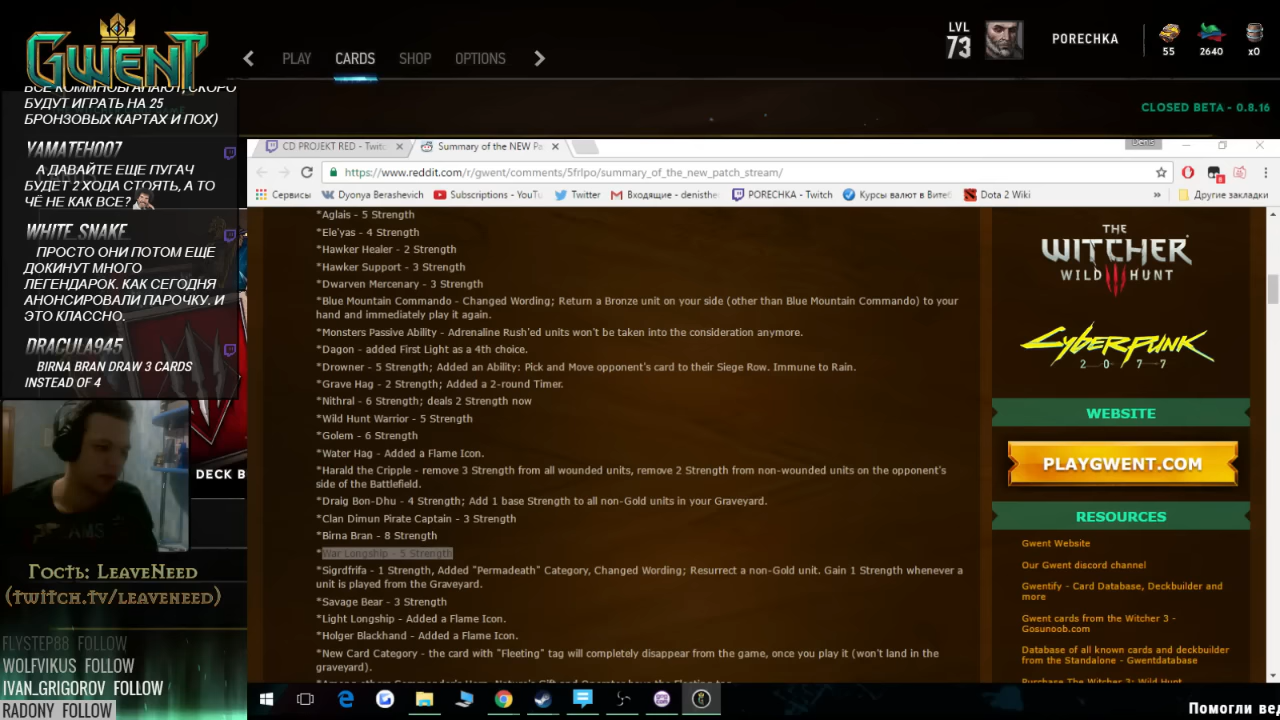 GWENT
PLAY
CARDS
SHOP
OPTIONS
LVL
73
PORECHKA
55
2640
x0
CLOSED BETA - 0.8.16
БУДУТ ИГРАТЬ НА 25
БРОНЗОВЫХ КАРТАХ И ПОХ)
YAMATEH007
А ДАВАЙТЕ ЕЩЕ ПУГАЧ
БУДЕТ 2 ХОДА СТОЯТЬ, А ТО
ЧЁ НЕ КАК ВСЕ?
WHITE_SNAKE_
ПРОСТО ОНИ ПОТОМ ЕЩЕ
ДОКИНУТ МНОГО
ЛЕГЕНДАРОК. КАК СЕГОДНЯ
АНОНСИРОВАЛИ ПАРОЧКУ. И
ЭТО КЛАССНО.
DRACULA945
BIRNA BRAN DRAW 3 CARDS
INSTEAD OF 4
DECK B
Гость: LeaveNeed
(twitch.tv/leaveneed)
FLYSTEP88 FOLLOW
WOLFVIKUS FOLLOW
IVAN_GRIGOROV FOLLOW
RADONY FOLLOW
CD PROJEKT RED - Twitc
Summary of the NEW Pa
Denis
https://www.reddit.com/r/gwent/comments/5frlpo/summary_of_the_new_patch_stream/
Сервисы
Dyonya Berashevich
Subscriptions - YouTu
Twitter
Входящие - denisthe
PORECHKA - Twitch
Курсы валют в Витеб
Dota 2 Wiki
»
Другие закладки
*Aglais - 5 Strength
*Ele'yas - 4 Strength
*Hawker Healer - 2 Strength
*Hawker Support - 3 Strength
*Dwarven Mercenary - 3 Strength
*Blue Mountain Commando - Changed Wording; Return a Bronze unit on your side (other than Blue Mountain Commando) to your
hand and immediately play it again.
*Monsters Passive Ability - Adrenaline Rush'ed units won't be taken into the consideration anymore.
*Dagon - added First Light as a 4th choice.
*Drowner - 5 Strength; Added an Ability: Pick and Move opponent's card to their Siege Row. Immune to Rain.
*Grave Hag - 2 Strength; Added a 2-round Timer.
*Nithral - 6 Strength; deals 2 Strength now
*Wild Hunt Warrior - 5 Strength
*Golem - 6 Strength
*Water Hag - Added a Flame Icon.
*Harald the Cripple - remove 3 Strength from all wounded units, remove 2 Strength from non-wounded units on the opponent's
side of the Battlefield.
*Draig Bon-Dhu - 4 Strength; Add 1 base Strength to all non-Gold units in your Graveyard.
*Clan Dimun Pirate Captain - 3 Strength
*Birna Bran - 8 Strength
*War Longship - 5 Strength
*Sigrdrifa - 1 Strength, Added "Permadeath" Category, Changed Wording; Resurrect a non-Gold unit. Gain 1 Strength whenever a
unit is played from the Graveyard.
*Savage Bear - 3 Strength
*Light Longship - Added a Flame Icon.
*Holger Blackhand - Added a Flame Icon.
*New Card Category - the card with "Fleeting" tag will completely disappear from the game, once you play it (won't land in the
graveyard).
THE
WITCHER
WILD HUNT
Cyberpunk
2·0·7·7
WEBSITE
PLAYGWENT.COM
RESOURCES
Gwent Website
Our Gwent discord channel
Gwentify - Card Database, Deckbuilder and
more
Gwent cards from the Witcher 3 -
Gosunoob.com
Database of all known cards and deckbuilder
from the Standalone - Gwentdatabase
Purchase The Witcher 3: Wild Hunt
Помогли вед